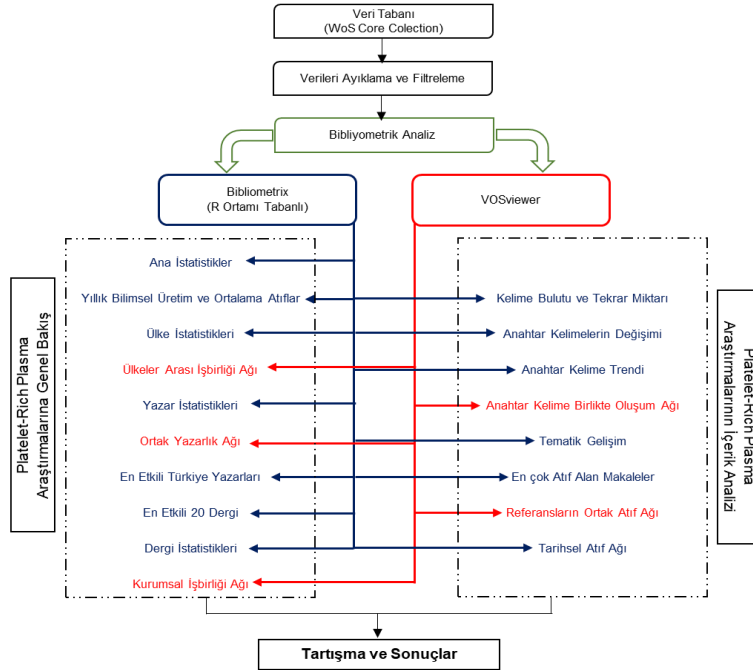 Veri Tabanı
(WoS Core Colection)
Verileri Ayıklama ve Filtreleme
Bibliyometrik Analiz
Bibliometrix
(R Ortamı Tabanlı)
VOSviewer
Platelet-Rich Plasma
Araştırmalarına Genel Bakış
Ana İstatistikler
Yıllık Bilimsel Üretim ve Ortalama Atıflar
Ülke İstatistikleri
Ülkeler Arası İşbirliği Ağı
Yazar İstatistikleri
Ortak Yazarlık Ağı
En Etkili Türkiye Yazarları
En Etkili 20 Dergi
Dergi İstatistikleri
Kurumsal İşbirliği Ağı
Kelime Bulutu ve Tekrar Miktarı
Anahtar Kelimelerin Değişimi
Anahtar Kelime Trendi
Anahtar Kelime Birlikte Oluşum Ağı
Tematik Gelişim
En çok Atıf Alan Makaleler
Referansların Ortak Atıf Ağı
Tarihsel Atıf Ağı
Platelet-Rich Plasma
Araştırmalarının İçerik Analizi
Tartışma ve Sonuçlar